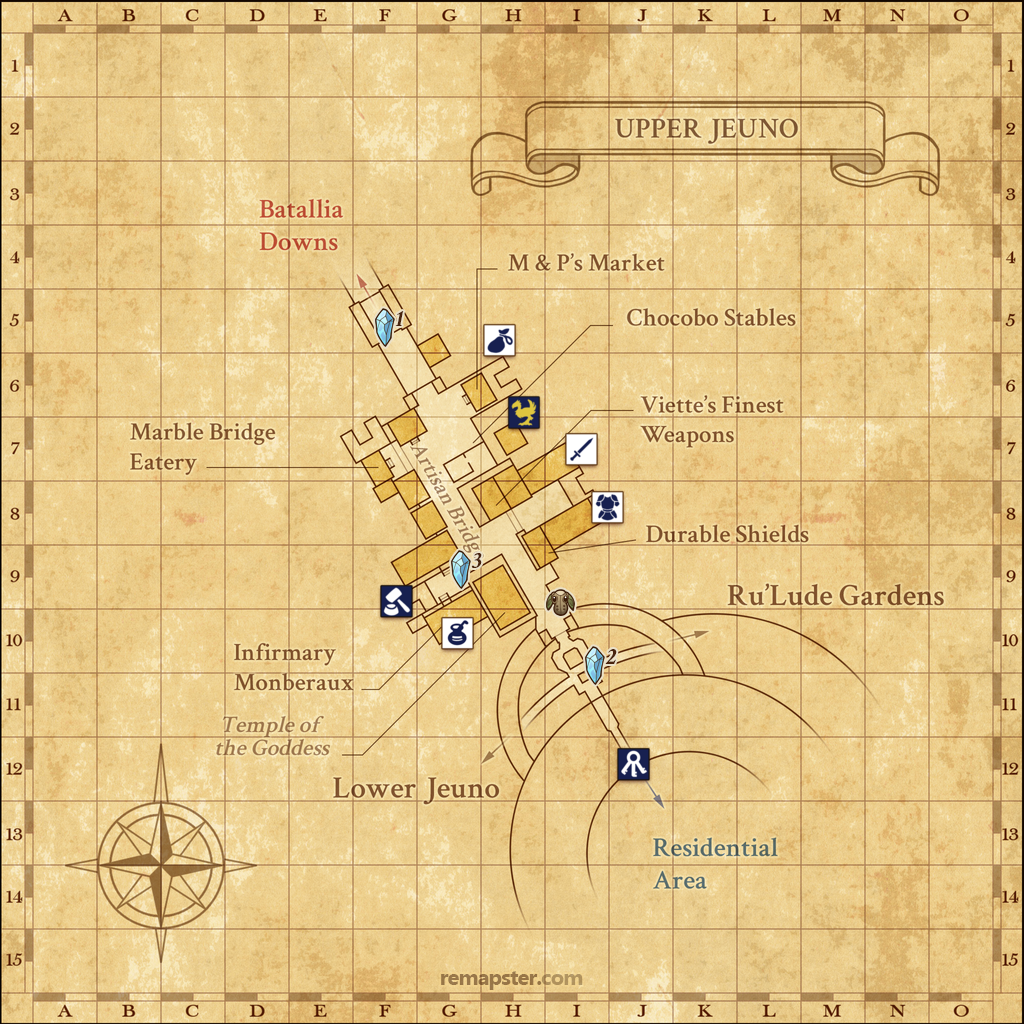 A B C D E F G H I J K L M N O
1 1
UPPER JEUNO
2 2
3 3
Batallia
Downs
4 4
M & P's Market
5 5
1
Chocobo Stables
6 6
Viette's Finest
Weapons
7 7
Marble Bridge
Eatery
Artisan Bridge
8 8
Durable Shields
9 9
3
Ru'Lude Gardens
10 10
2
Infirmary
Monberaux
11 11
Temple of
the Goddess
12 12
Lower Jeuno
13 13
Residential
Area
14 14
15 15
remapster.com
A B C D E F G H I J K L M N O